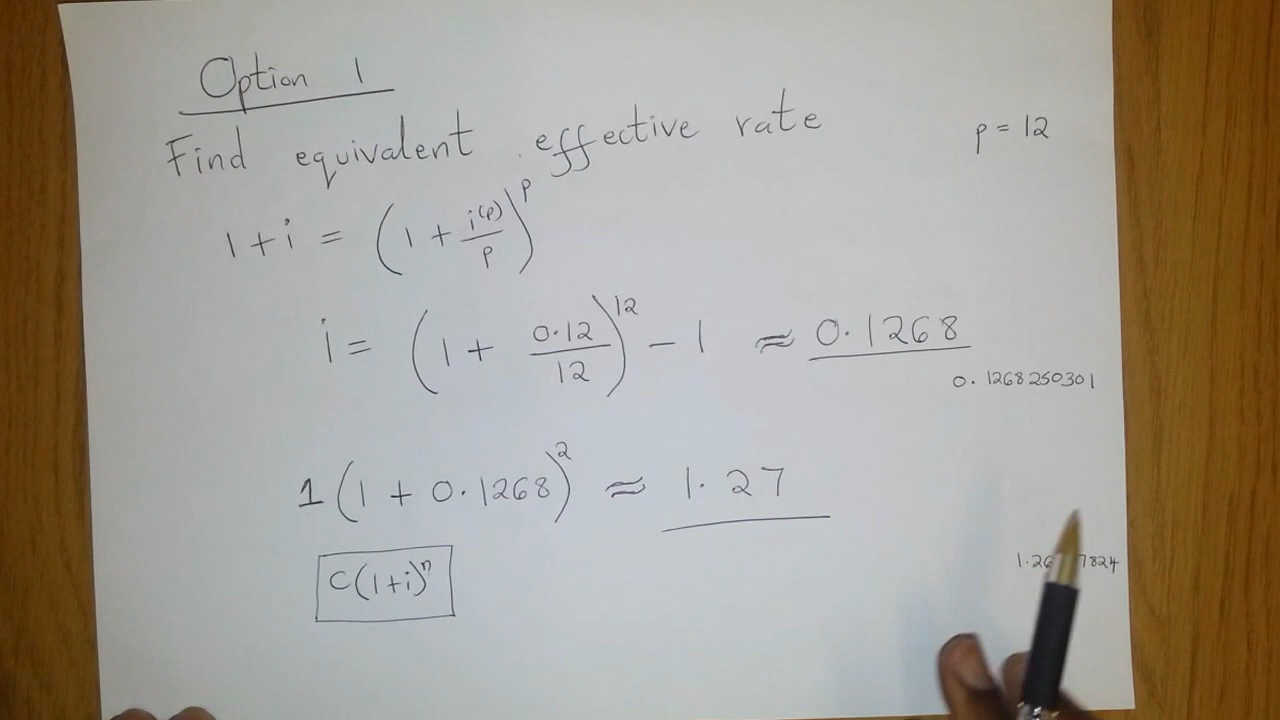 Option 1
Find equivalent effective rate
p = 12
1 + i = (1 + i^(p)/p)^p
i = (1 + 0.12/12)^12 - 1 ≈ 0.1268
0.1268250301
1(1 + 0.1268)^2 ≈ 1.27
C(1+i)^n